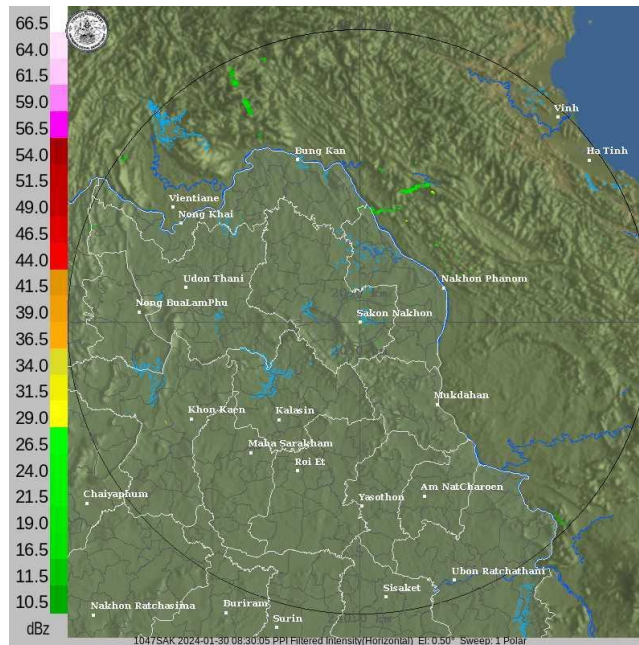 66.5
64.0
61.5
59.0
56.5
54.0
51.5
49.0
46.5
44.0
41.5
39.0
36.5
34.0
31.5
29.0
26.5
24.0
21.5
19.0
16.5
11.5
10.5
dBz
Vinh
Ha Tinh
Bung Kan
Vientiane
Nong Khai
Udon Thani
Nakhon Phanom
Nong BuaLamPhu
Sakon Nakhon
Mukdahan
Khon Kaen
Kalasin
Maha Sarakham
Roi Et
Chaiyaphum
Am NatCharoen
Yasothon
Ubon Ratchathani
Sisaket
Nakhon Ratchasima
Buriram
Surin
1047SAK 2024-01-30 08:30:05 PPI Filtered Intensity(Horizontal) El: 0.50° Sweep: 1 Polar